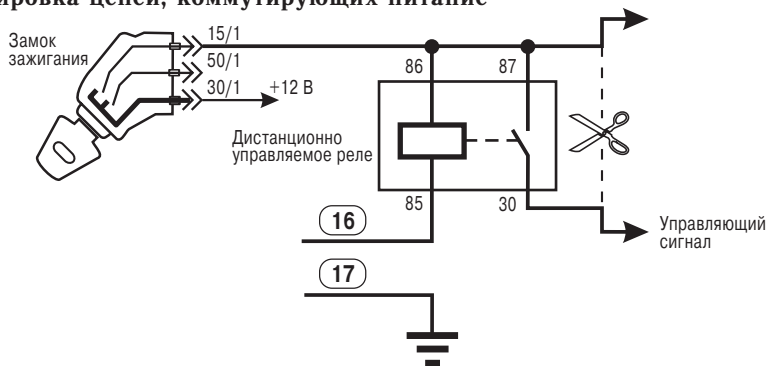 ировка цепей, коммутирующих питание
Замок
зажигания
15/1
50/1
30/1
+12 В
86
87
Дистанционно
управляемое реле
85
30
16
17
Управляющий
сигнал